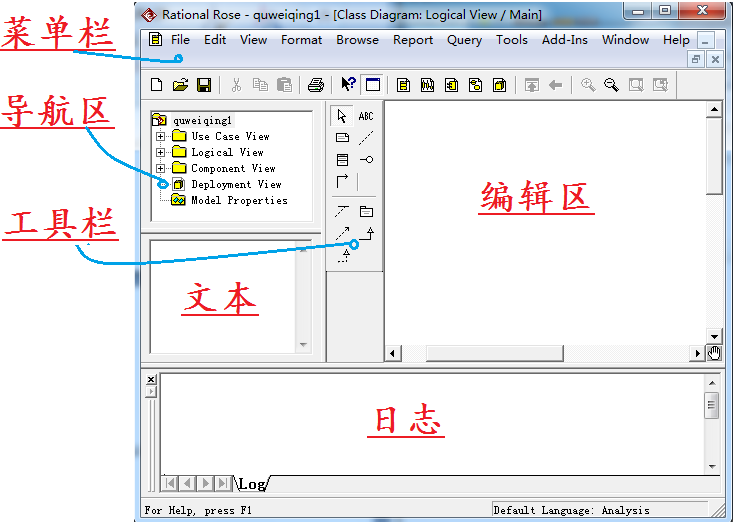 Rational Rose - quweiqing1 - [Class Diagram: Logical View / Main]
菜单栏
File Edit View Format Browse Report Query Tools Add-Ins Window Help
导航区
quweiqing1
ABC
Use Case View
Logical View
Component View
Deployment View
Model Properties
编辑区
工具栏
文本
日志
Log
For Help, press F1
Default Language: Analysis